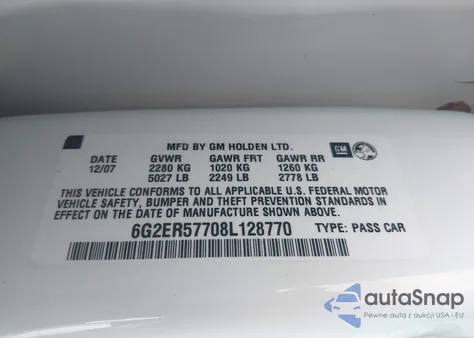 MFD BY GM HOLDEN LTD.
DATE GVWR GAWR FRT GAWR RR GM
12/07 2280 KG 1020 KG 1260 KG
5027 LB 2249 LB 2778 LB
THIS VEHICLE CONFORMS TO ALL APPLICABLE U.S. FEDERAL MOTOR
VEHICLE SAFETY, BUMPER AND THEFT PREVENTION STANDARDS
IN EFFECT ON THE DATE OF MANUFACTURE SHOWN ABOVE.
6G2ER57708L128770 TYPE: PASS CAR
autoSnap
Pewne auta z aukcji USA i EU